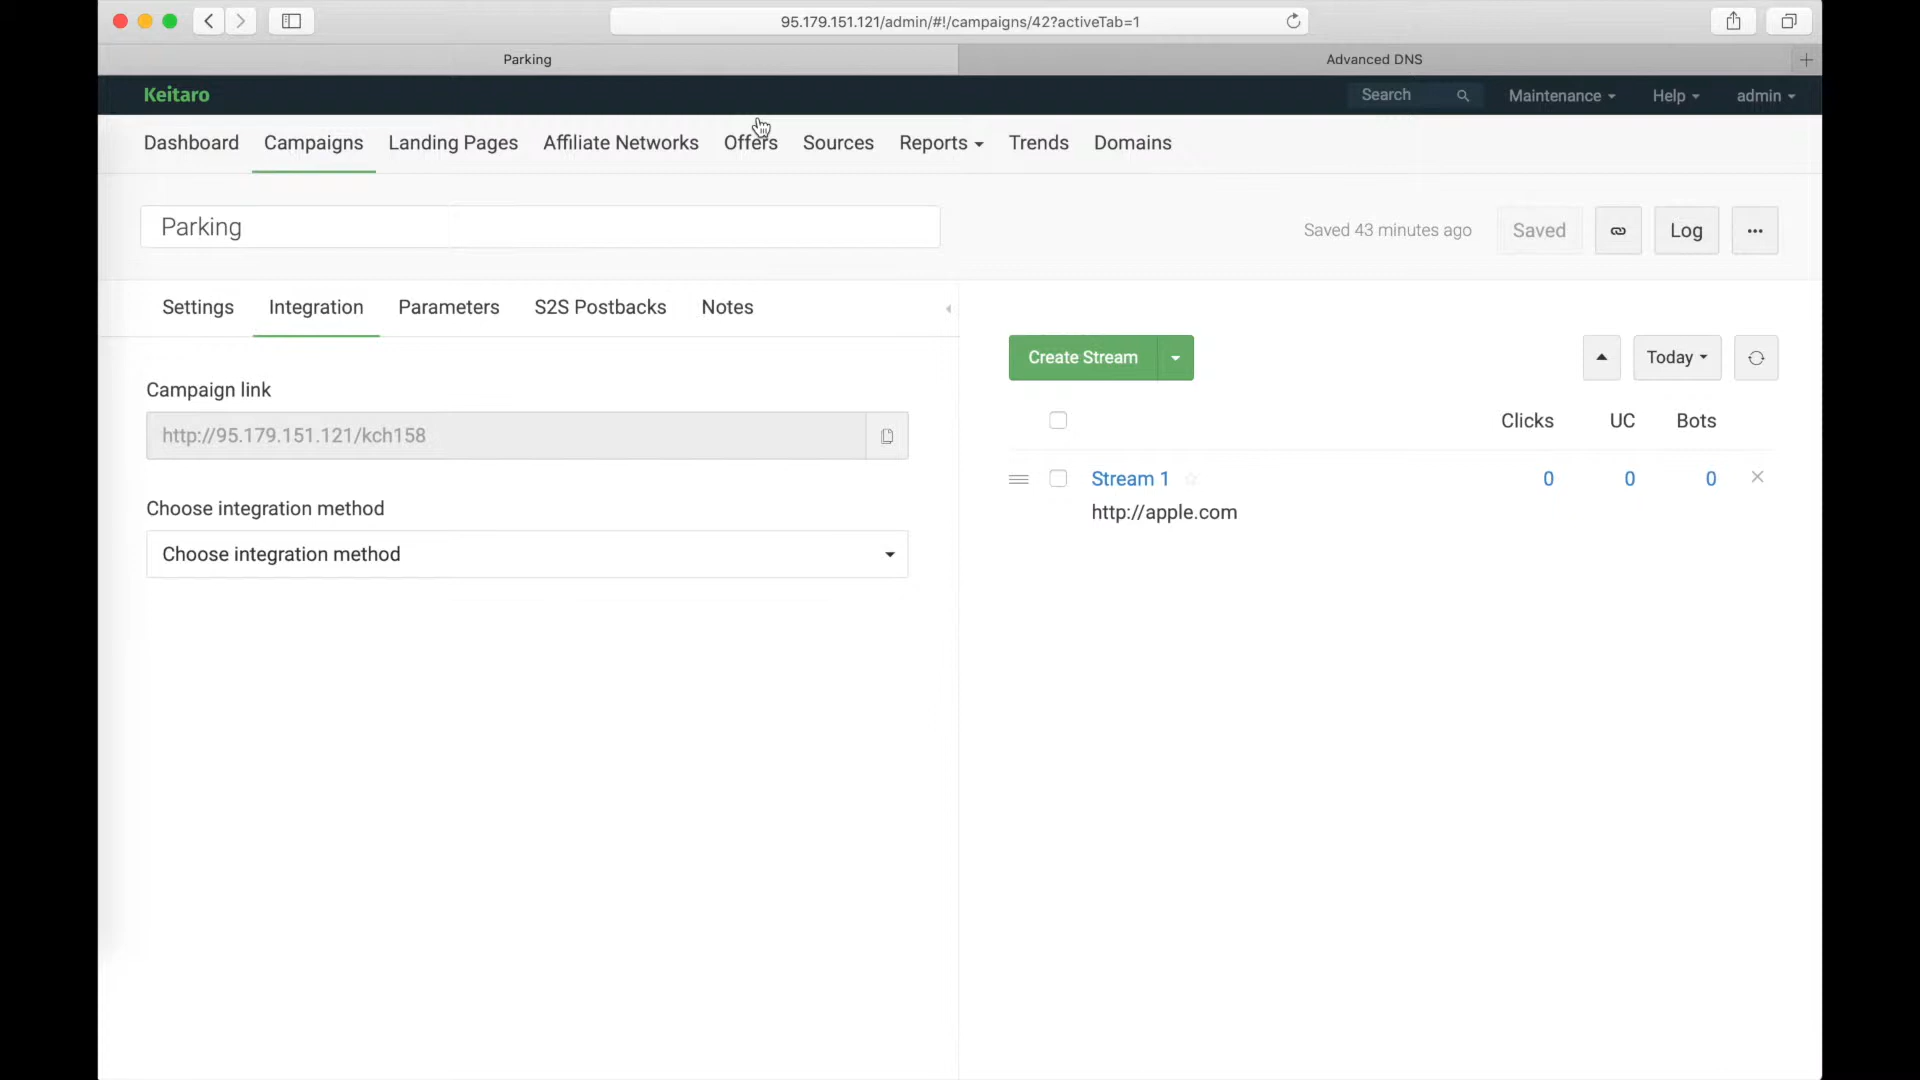 95.179.151.121/admin/#!/campaigns/42?activeTab=1
Parking
Advanced DNS
Keitaro
Search
Maintenance
Help
admin
Dashboard
Campaigns
Landing Pages
Affiliate Networks
Offers
Sources
Reports
Trends
Domains
Parking
Saved 43 minutes ago
Saved
Log
Settings
Integration
Parameters
S2S Postbacks
Notes
Campaign link
http://95.179.151.121/kch158
Choose integration method
Choose integration method
Create Stream
Today
Clicks
UC
Bots
Stream 1
0
0
0
http://apple.com